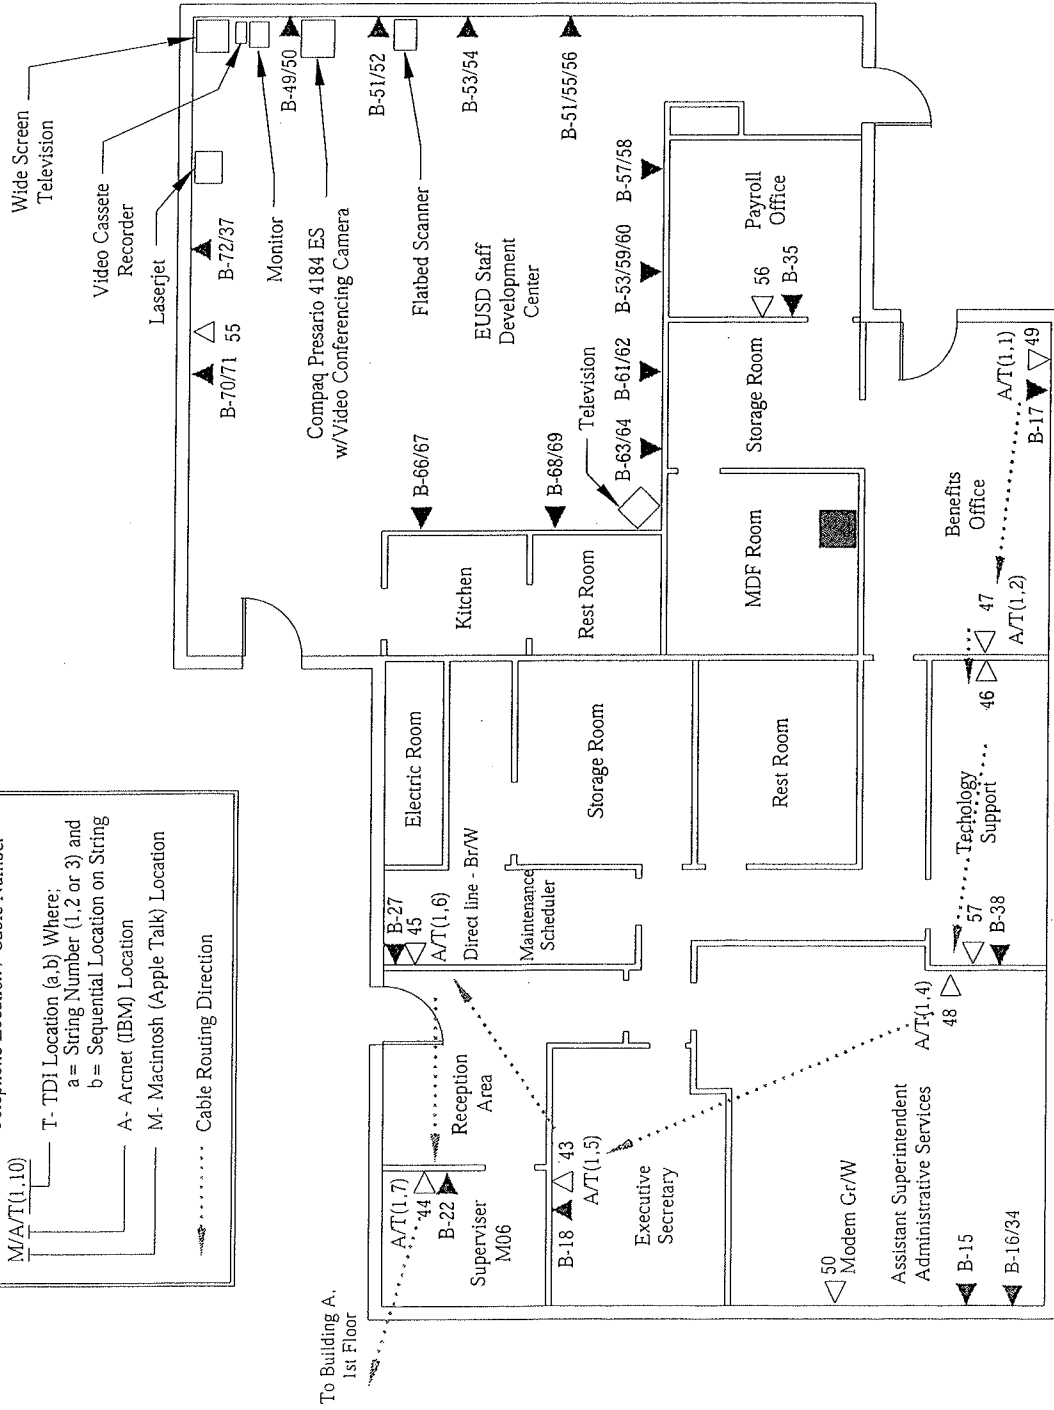 Wide Screen
Television
Video Cassete
Recorder
Laserjet
B-72/37
55
B-70/71
Monitor
B-49/50
Compaq Presario 4184 ES
w/Video Conferencing Camera
B-51/52
Flatbed Scanner
B-53/54
B-51/55/56
EUSD Staff
Development
Center
B-66/67
B-68/69
Television
B-63/64
B-61/62
B-53/59/60
B-57/58
Payroll
Office
56
B-35
Storage Room
MDF Room
Kitchen
Rest Room
Benefits
Office
A/T(1,1)
B-17
49
47
A/T(1,2)
46
Techology
Support
57
B-38
Electric Room
Storage Room
Rest Room
B-27
45
A/T(1,6)
Direct line - Br/W
Maintenance
Scheduler
Reception
Area
A/T(1,7)
44
B-22
Superviser
M06
B-18
43
A/T(1,5)
Executive
Secretary
A/T(1,4)
48
50
Modem Gr/W
Assistant Superintendent
Administrative Services
B-15
B-16/34
To Building A,
1st Floor
M/A/T(1,10)
T- TDI Location (a,b) Where;
a = String Number (1,2 or 3) and
b = Sequential Location on String
A- Arcnet (IBM) Location
M- Macintosh (Apple Talk) Location
Cable Routing Direction